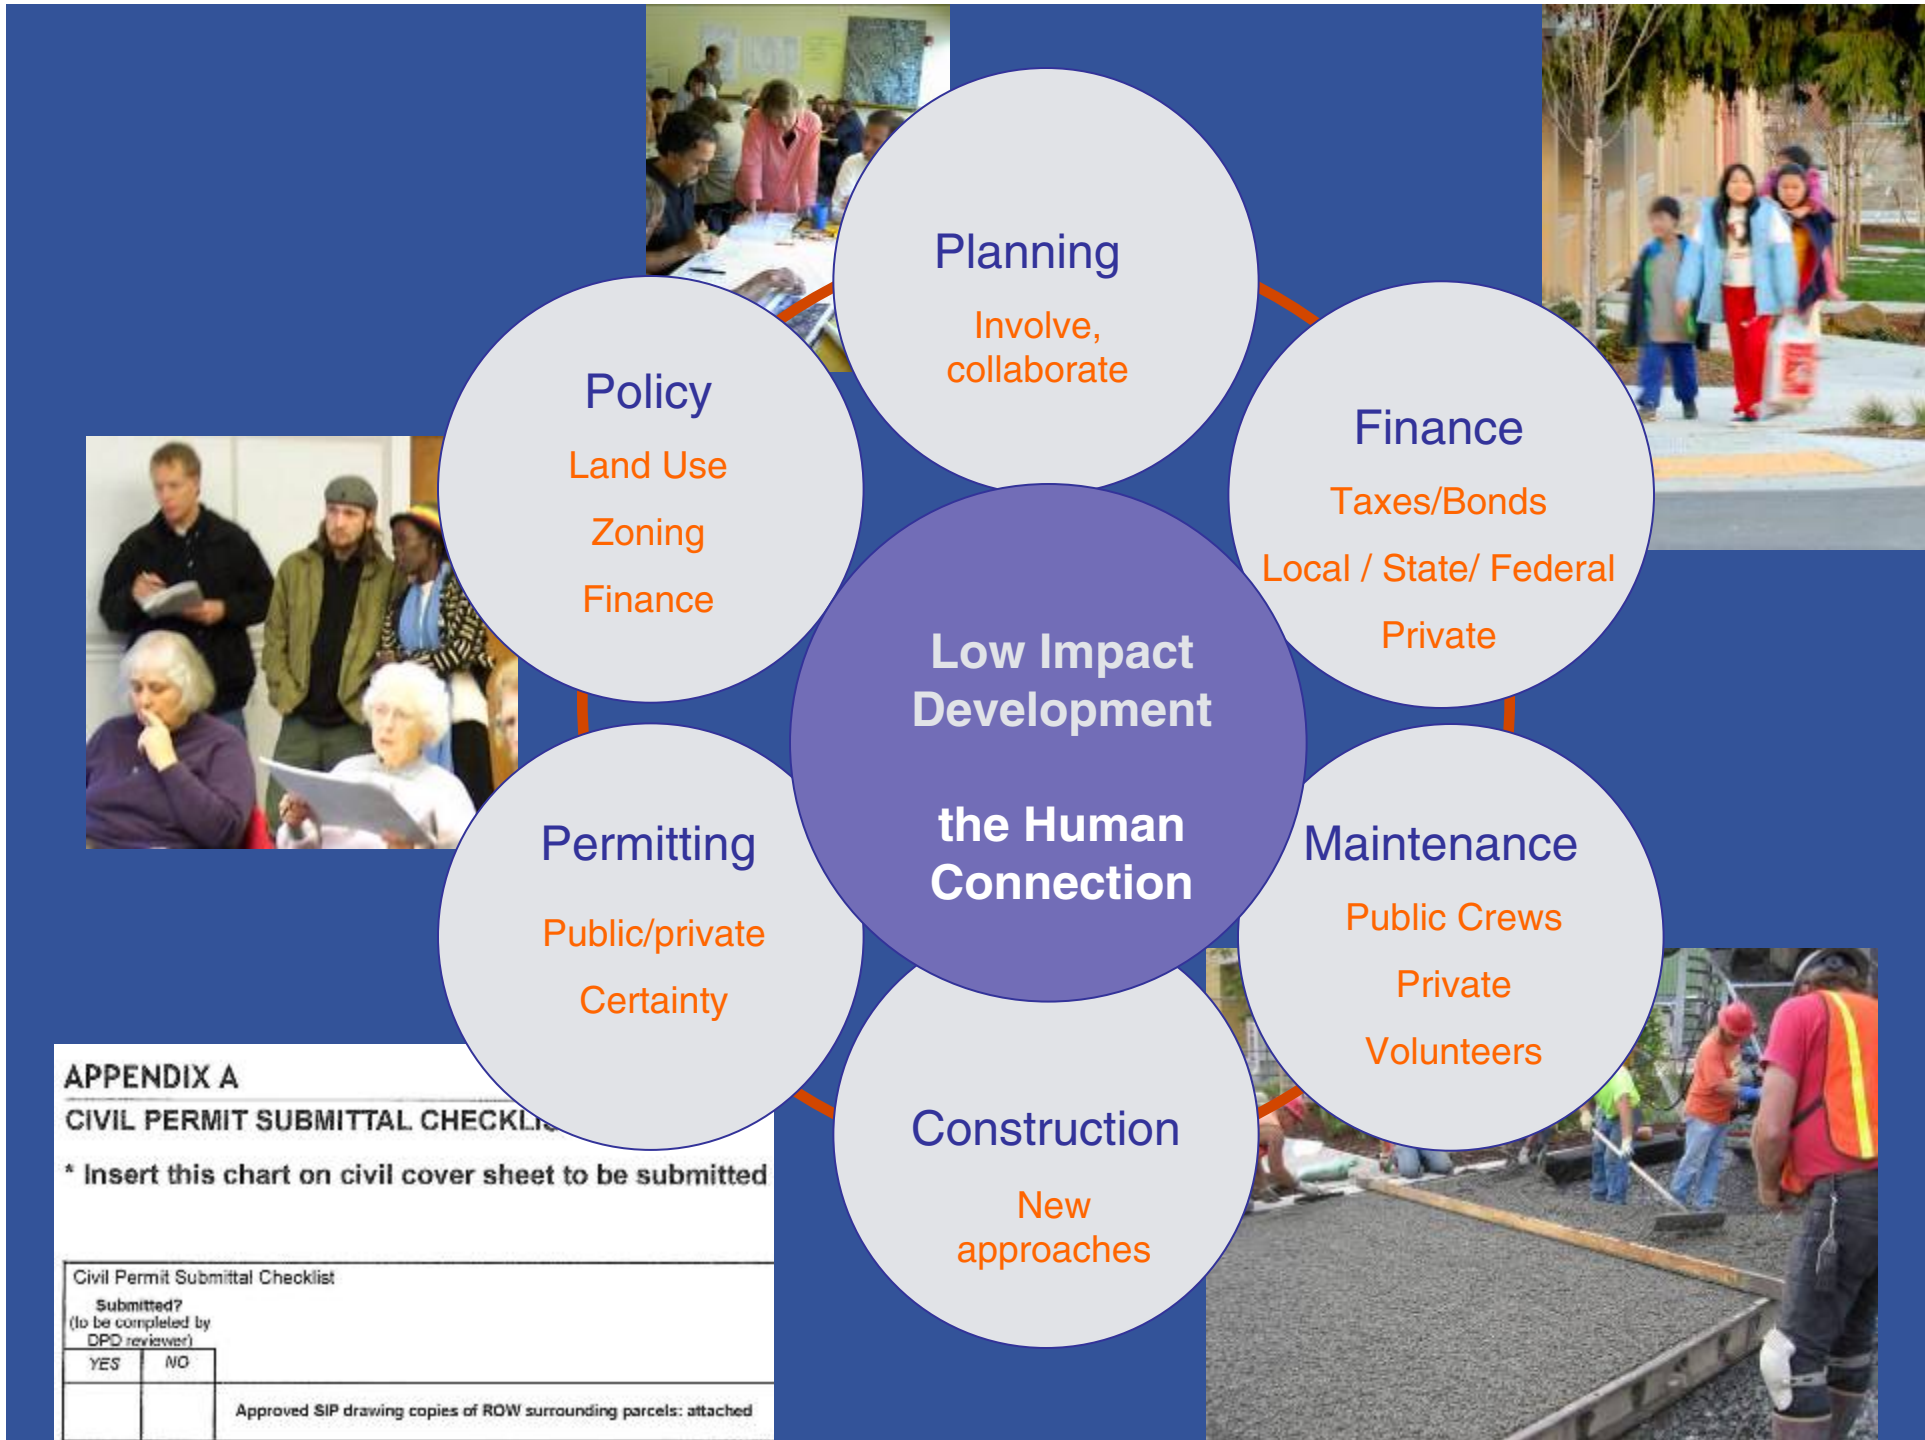 Planning
Involve,
collaborate
Policy
Land Use
Zoning
Finance
Finance
Taxes/Bonds
Local / State/ Federal
Private
Low Impact
Development
the Human
Connection
Permitting
Public/private
Certainty
Maintenance
Public Crews
Private
Volunteers
Construction
New
approaches
APPENDIX A
CIVIL PERMIT SUBMITTAL
* Insert this chart on civil cover sheet to be submitted
Civil Permit Submittal Checklist
Submitted?
(to be completed by
DPD reviewer)
YES NO
Approved SIP drawing copies of ROW surrounding parcels: attached